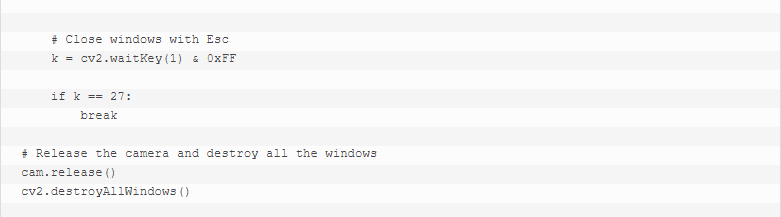 # Close windows with Esc
k = cv2.waitKey(1) & 0xFF
if k == 27:
break
# Release the camera and destroy all the windows
cam.release()
cv2.destroyAllWindows()